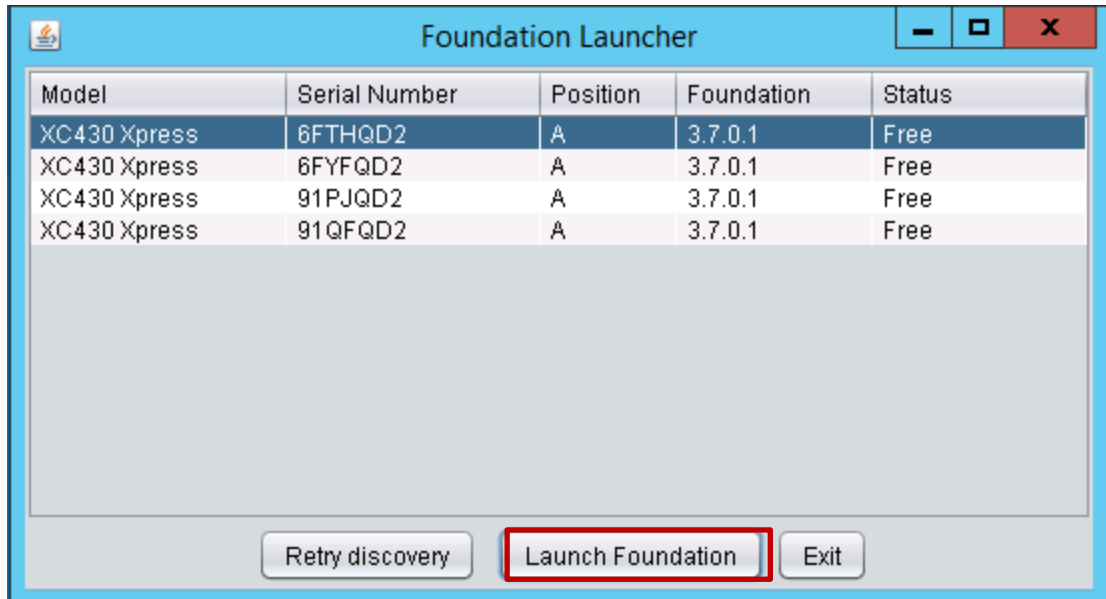 Foundation Launcher
Model Serial Number Position Foundation Status
XC430 Xpress 6FTHQD2 A 3.7.0.1 Free
XC430 Xpress 6FYFQD2 A 3.7.0.1 Free
XC430 Xpress 91PJQD2 A 3.7.0.1 Free
XC430 Xpress 91QFQD2 A 3.7.0.1 Free
Retry discovery Launch Foundation Exit